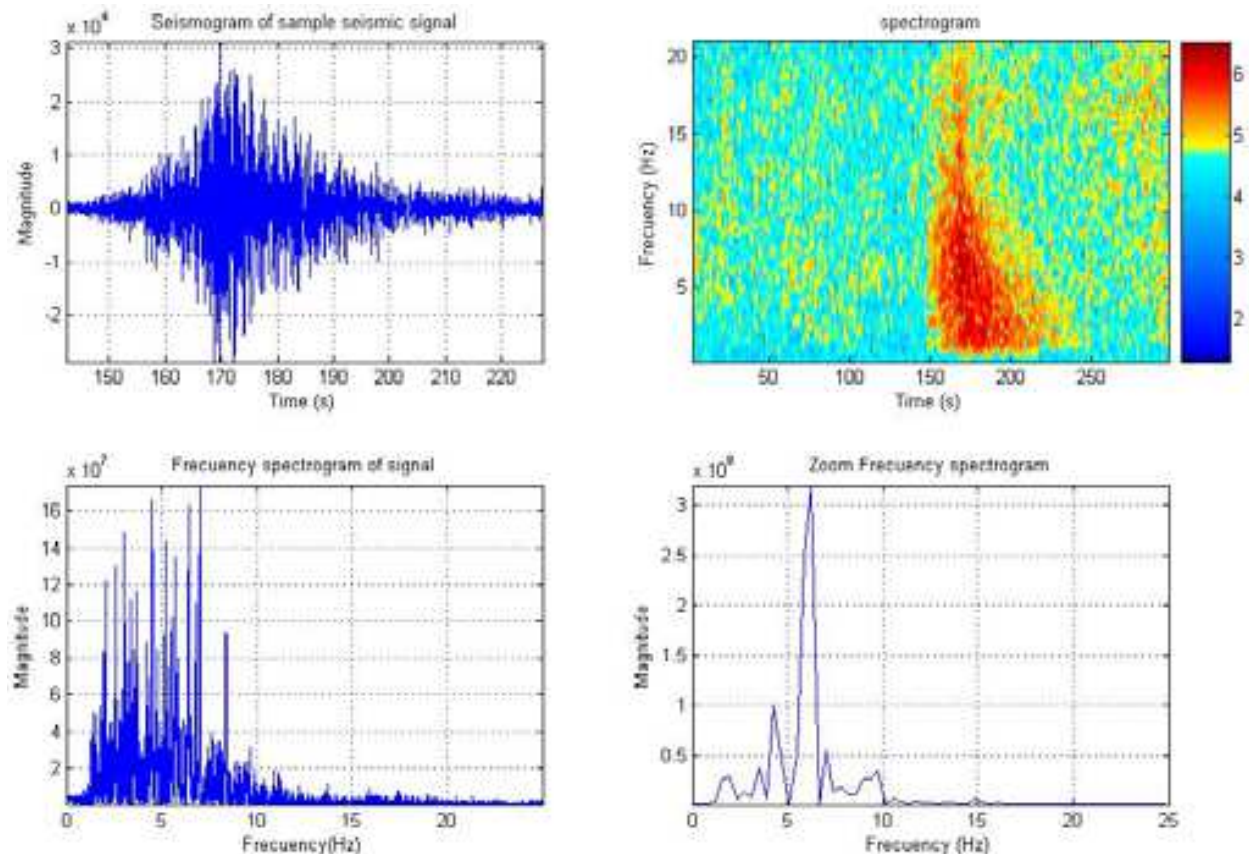 Seismogram of sample seismic signal
x 10^6
3
2
1
0
-1
-2
Magnitude
150 160 170 180 190 200 210 220
Time (s)
spectrogram
20
15
10
5
Frecuency (Hz)
50 100 150 200 250
Time (s)
6
5
4
3
2
Frecuency spectrogram of signal
x 10^7
16
14
12
10
8
6
4
2
Magnitude
0 5 10 15 20
Frecuency(Hz)
Zoom Frecuency spectrogram
3
2.5
2
1.5
1
0.5
Magnitude
0 5 10 15 20 25
Frecuency (Hz)